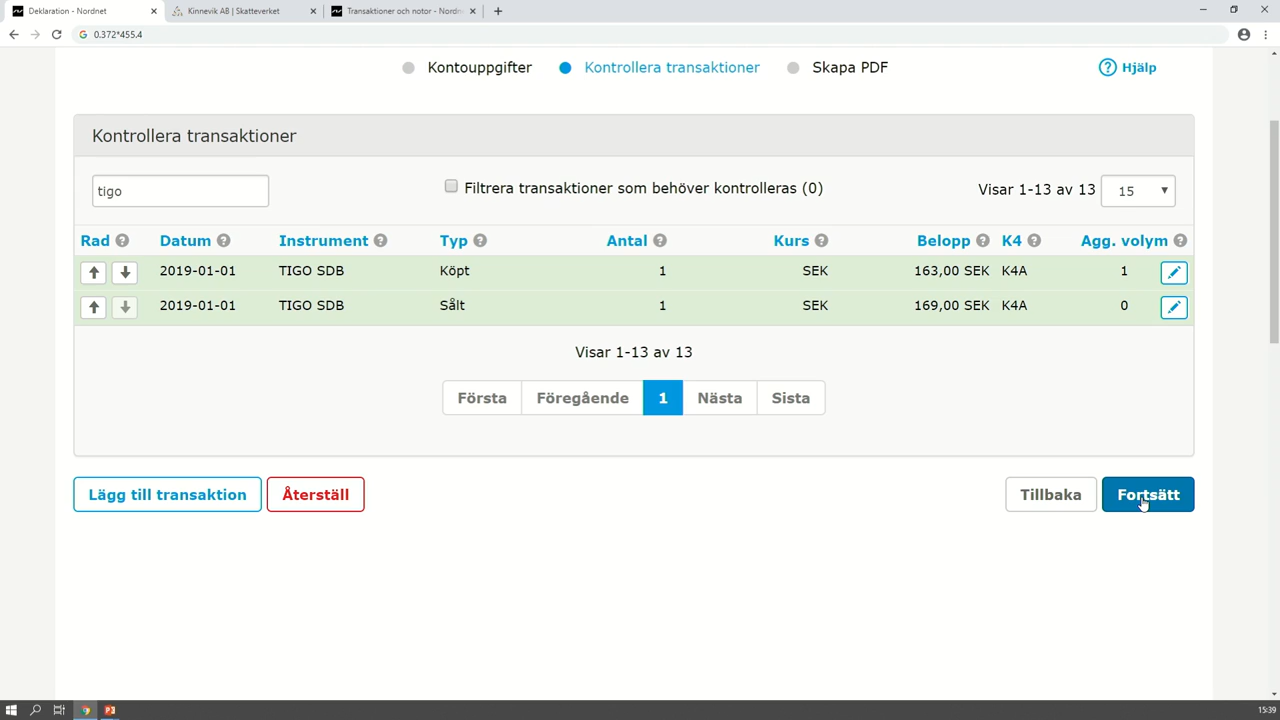 Deklaration - Nordnet
Kinnevik AB | Skatteverket
Transaktioner och notor - Nordn
0.372*455.4
Kontouppgifter
Kontrollera transaktioner
Skapa PDF
? Hjälp
Kontrollera transaktioner
tigo
Filtrera transaktioner som behöver kontrolleras (0)
Visar 1-13 av 13
15
Rad ? Datum ? Instrument ? Typ ? Antal ? Kurs ? Belopp ? K4 ? Agg. volym ?
2019-01-01 TIGO SDB Köpt 1 SEK 163,00 SEK K4A 1
2019-01-01 TIGO SDB Sålt 1 SEK 169,00 SEK K4A 0
Visar 1-13 av 13
Första Föregående 1 Nästa Sista
Lägg till transaktion Återställ Tillbaka Fortsätt
15:39